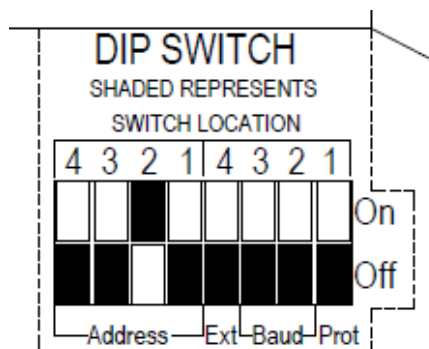 DIP SWITCH
SHADED REPRESENTS
SWITCH LOCATION
4 3 2 1 4 3 2 1
On
Off
Address Ext Baud Prot